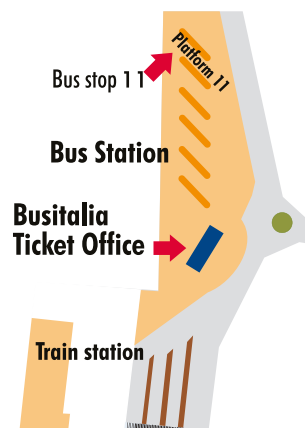 Platform 11
Bus stop 11
Bus Station
Busitalia
Ticket Office
Train station